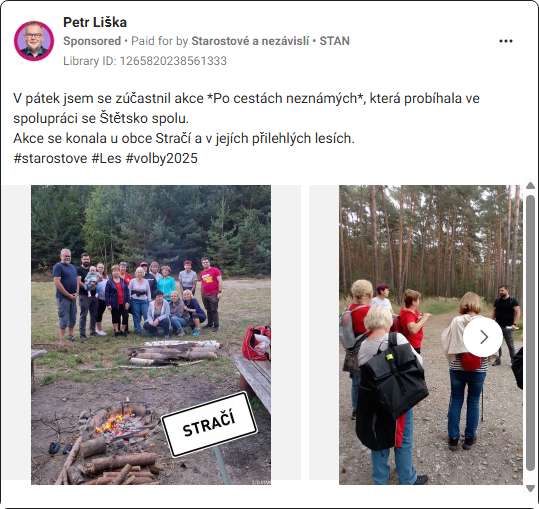 Petr Liška
Sponsored • Paid for by Starostové a nezávislí • STAN
Library ID: 1265820238561333
V pátek jsem se zúčastnil akce *Po cestách neznámých*, která probíhala ve
spolupráci se Štětsko spolu.
Akce se konala u obce Stračí a v jejích přilehlých lesích.
#starostove #Les #volby2025
STRAČÍ